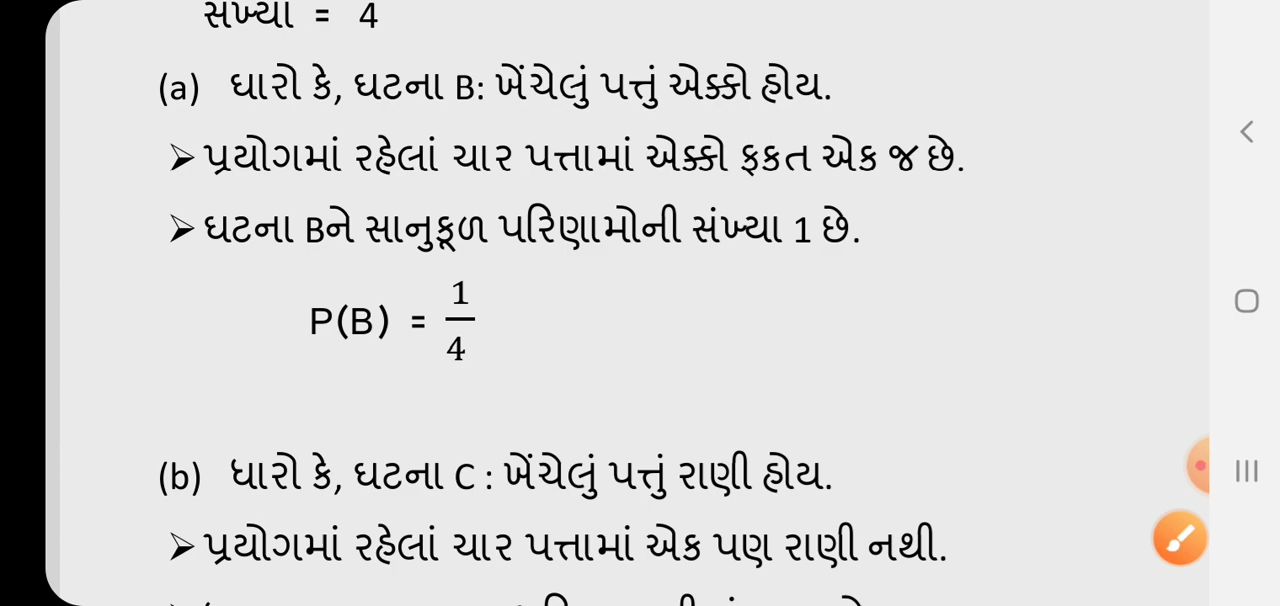 સંખ્યા = 4
(a) ધારો કે, ઘટના B: ખેંચેલું પત્તું એક્કો હોય.
➢ પ્રયોગમાં રહેલાં ચાર પત્તામાં એક્કો ફકત એક જ છે.
➢ ઘટના Bને સાનુકૂળ પરિણામોની સંખ્યા 1 છે.
P(B) = 1/4
(b) ધારો કે, ઘટના C : ખેંચેલું પત્તું રાણી હોય.
➢ પ્રયોગમાં રહેલાં ચાર પત્તામાં એક પણ રાણી નથી.